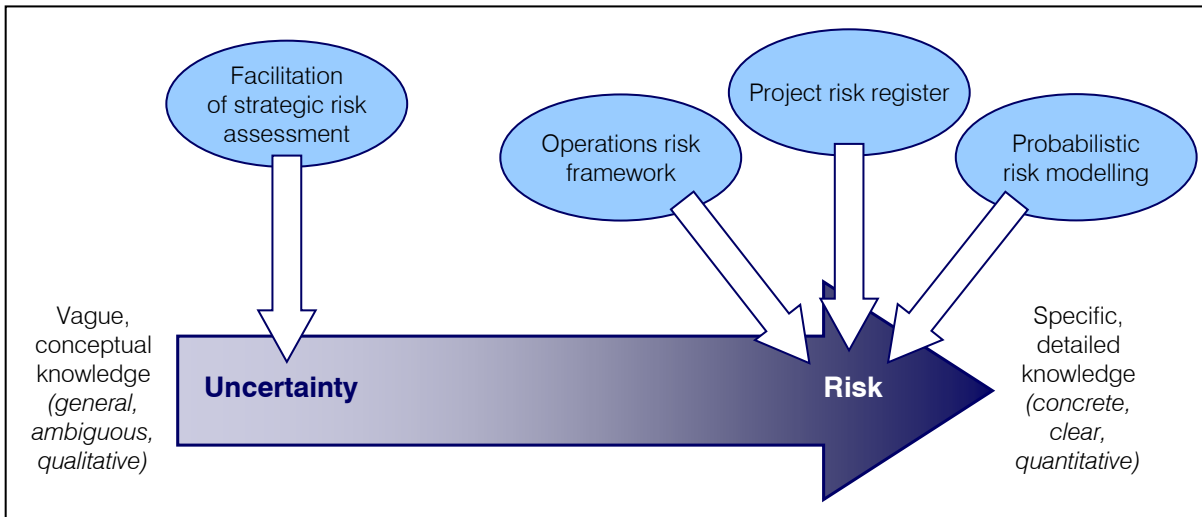 Facilitation
of strategic risk
assessment
Operations risk
framework
Project risk register
Probabilistic
risk modelling
Vague,
conceptual
knowledge
(general,
ambiguous,
qualitative)
Uncertainty
Risk
Specific,
detailed
knowledge
(concrete,
clear,
quantitative)